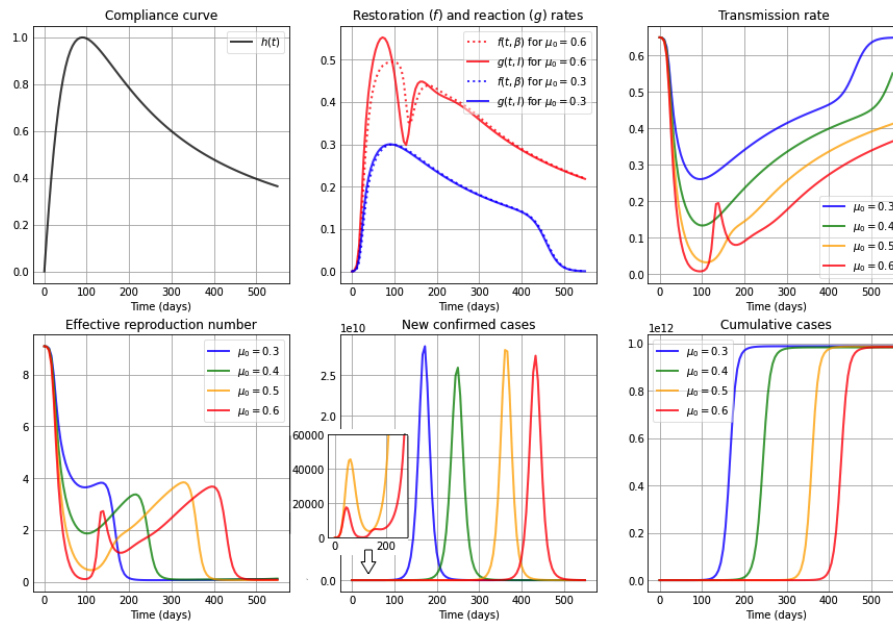 Compliance curve
h(t)
1.0
0.8
0.6
0.4
0.2
0.0
0 100 200 300 400 500
Time (days)
Restoration (f) and reaction (g) rates
f(t, β) for μ₀ = 0.6
g(t, I) for μ₀ = 0.6
f(t, β) for μ₀ = 0.3
g(t, I) for μ₀ = 0.3
0.5
0.4
0.3
0.2
0.1
0.0
0 100 200 300 400 500
Time (days)
Transmission rate
0.6
0.5
0.4
0.3
0.2
0.1
0.0
μ₀ = 0.3
μ₀ = 0.4
μ₀ = 0.5
μ₀ = 0.6
0 100 200 300 400 500
Time (days)
Effective reproduction number
μ₀ = 0.3
μ₀ = 0.4
μ₀ = 0.5
μ₀ = 0.6
8
6
4
2
0
0 100 200 300 400 500
Time (days)
New confirmed cases
1e10
2.5
2.0
60000
40000
20000
0
0 200
0.0
0 100 200 300 400 500
Time (days)
Cumulative cases
1e12
μ₀ = 0.3
μ₀ = 0.4
μ₀ = 0.5
μ₀ = 0.6
1.0
0.8
0.6
0.4
0.2
0.0
0 100 200 300 400 500
Time (days)